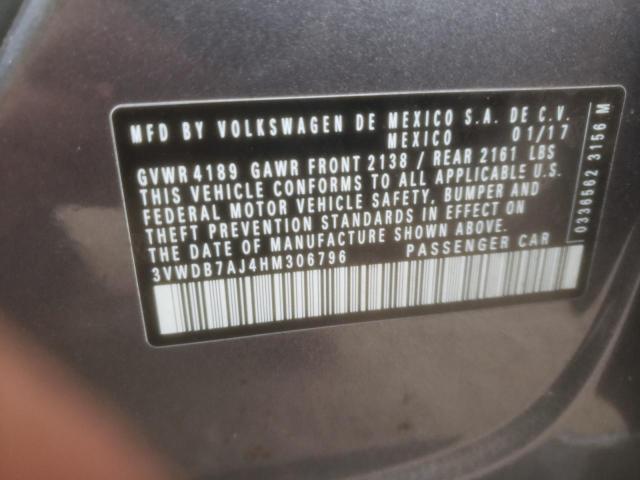 MFD BY VOLKSWAGEN DE MEXICO S.A. DE C.V.
MEXICO 01/17
GVWR 4189 GAWR FRONT 2138 / REAR 2161 LBS
THIS VEHICLE CONFORMS TO ALL APPLICABLE U.S.
FEDERAL MOTOR VEHICLE SAFETY, BUMPER AND
THEFT PREVENTION STANDARDS IN EFFECT ON
THE DATE OF MANUFACTURE SHOWN ABOVE.
3VWDB7AJ4HM306796 PASSENGER CAR
0336562 3156 M